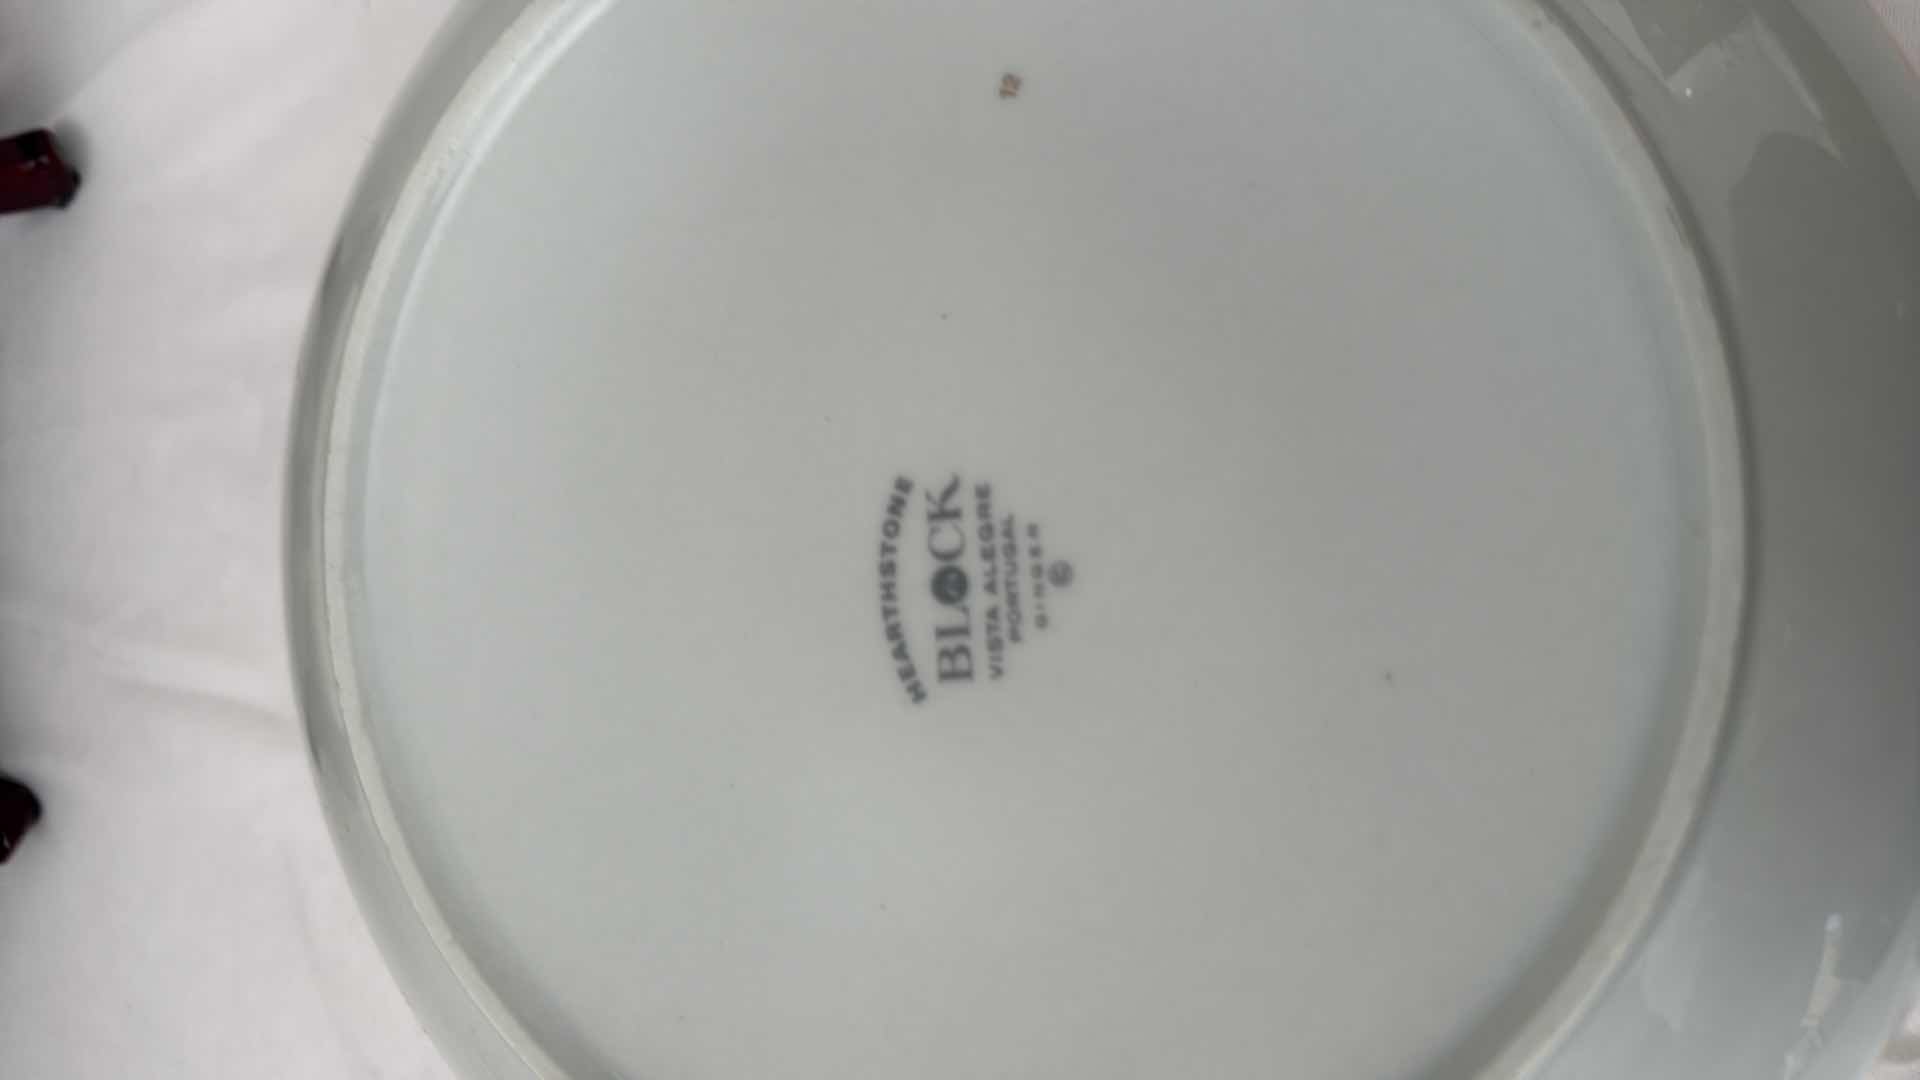 12
HEARTHSTONE
BLOCK
VISTA ALEGRE
PORTUGAL
GINGER
©